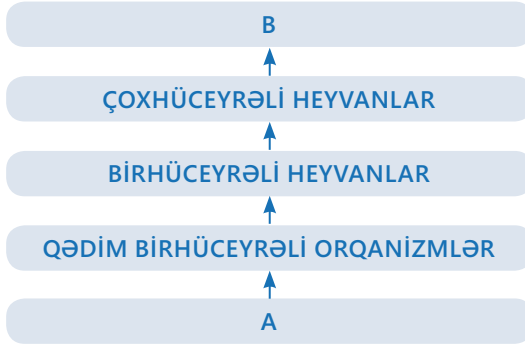 B
ÇOXHÜCEYRƏLİ HEYVANLAR
BİRHÜCEYRƏLİ HEYVANLAR
QƏDİM BİRHÜCEYRƏLİ ORQANİZMLƏR
A